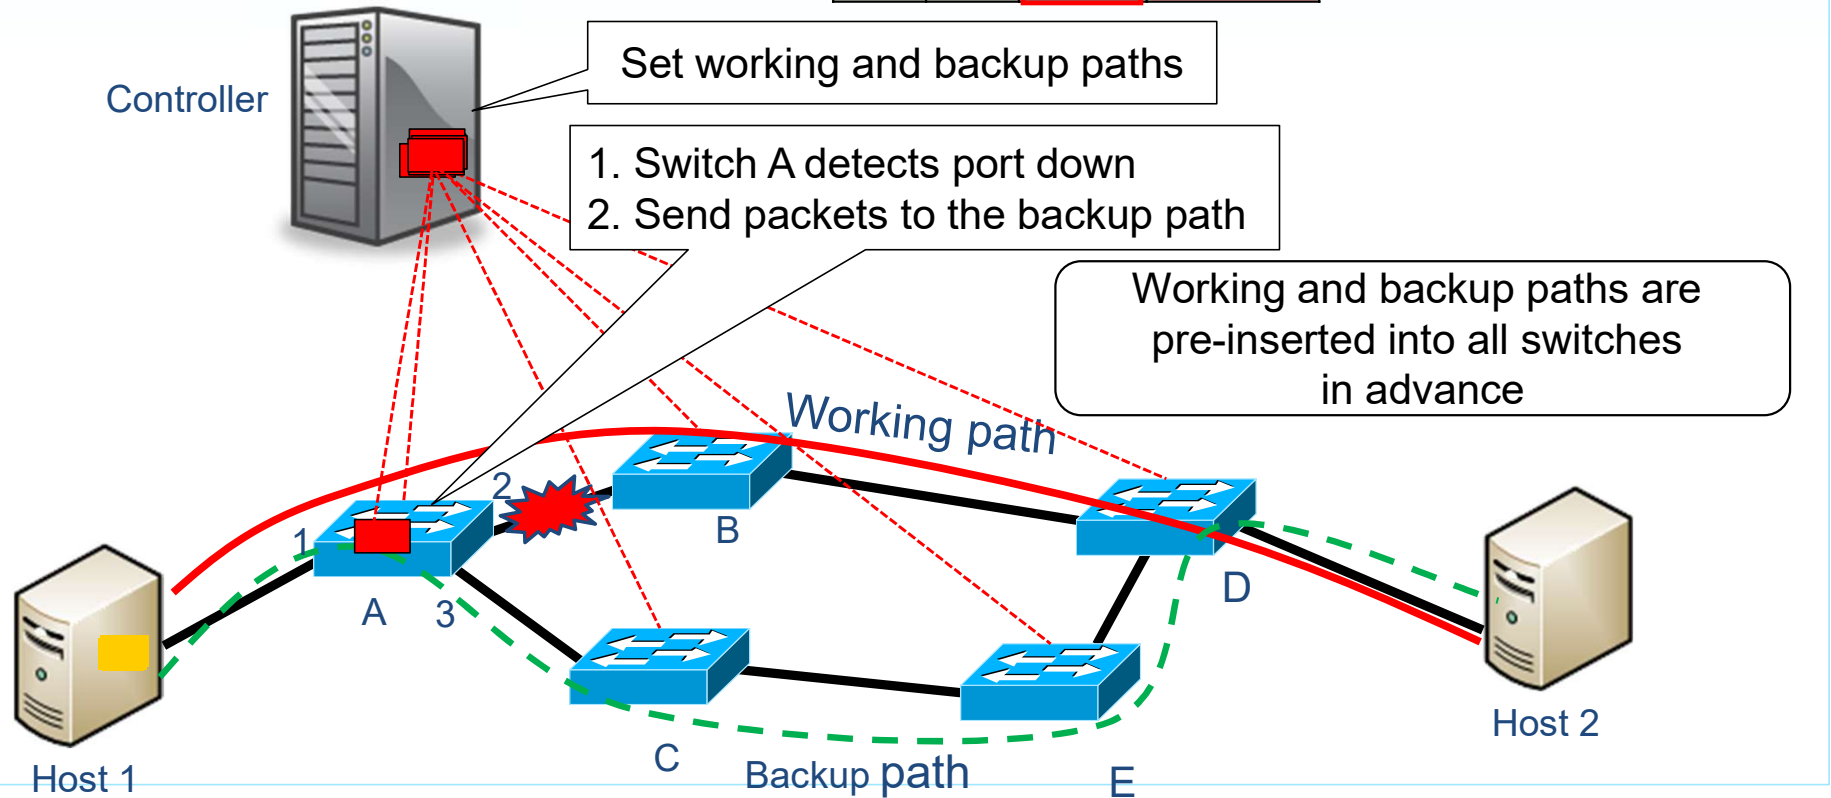 Controller
Set working and backup paths
1. Switch A detects port down
2. Send packets to the backup path
Working and backup paths are
pre-inserted into all switches
in advance
Working path
2
1
B
A
3
D
C
E
Backup path
Host 1
Host 2